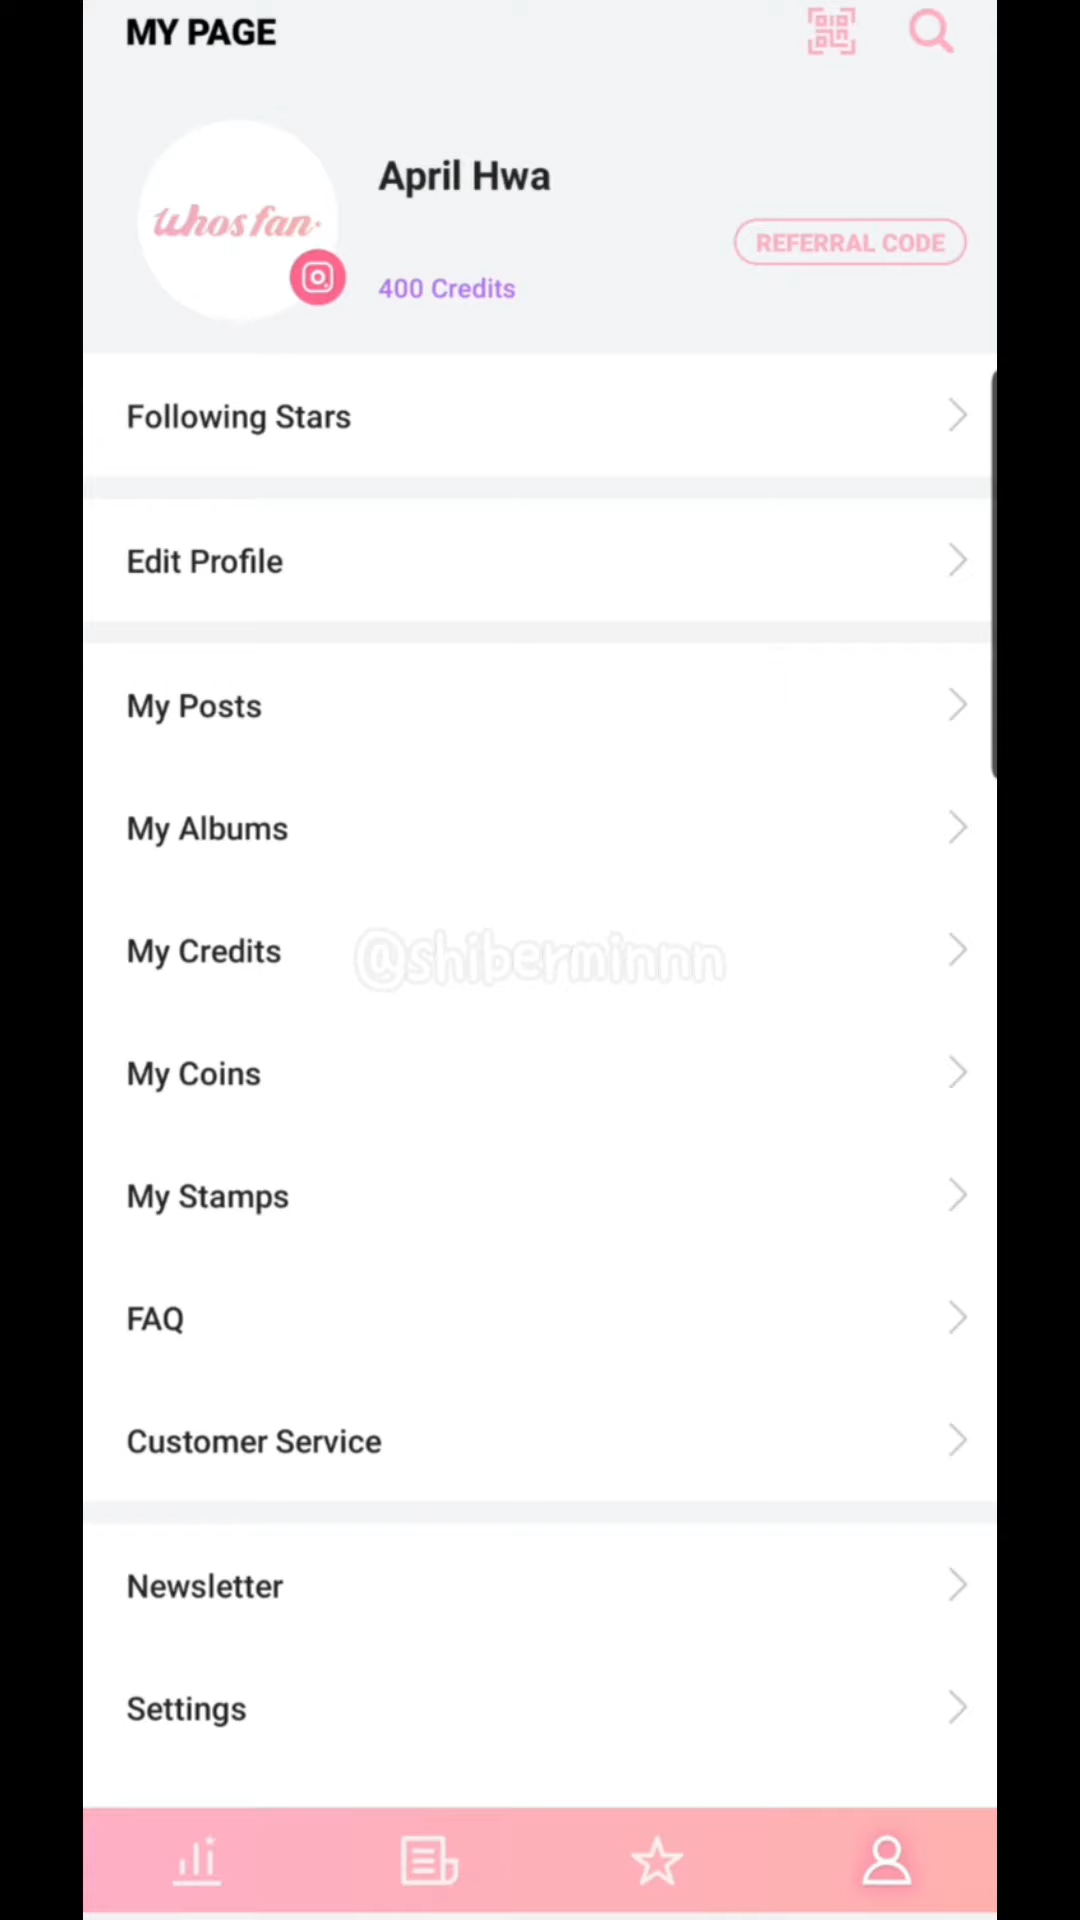 MY PAGE
whosfan
April Hwa
REFERRAL CODE
400 Credits
Following Stars
Edit Profile
My Posts
My Albums
My Credits
@shiberminnn
My Coins
My Stamps
FAQ
Customer Service
Newsletter
Settings